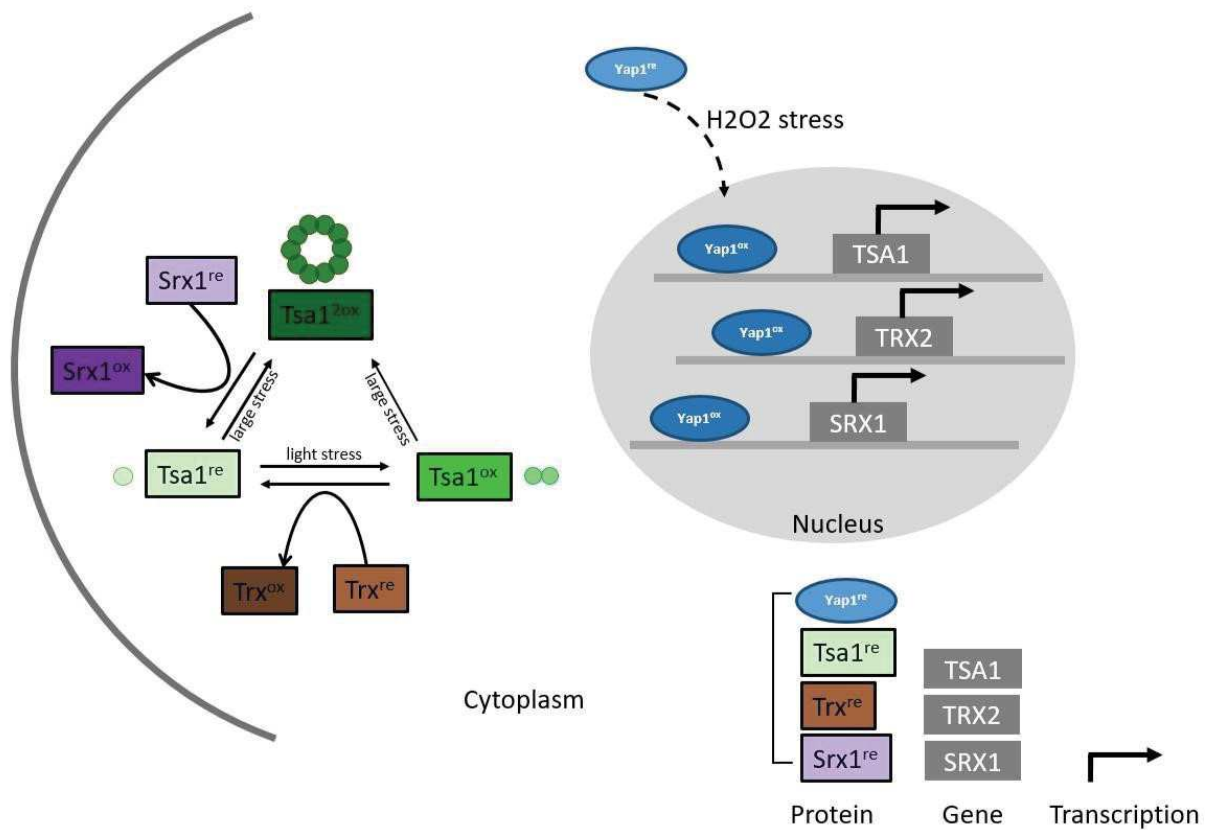 Yap1ʳᵉ
H2O2 stress
Yap1ᵒˣ
TSA1
Yap1ᵒˣ
TRX2
Yap1ᵒˣ
SRX1
Nucleus
Srx1ʳᵉ
Tsa1²ᵒˣ
Srx1ᵒˣ
large stress
large stress
Tsa1ʳᵉ
light stress
Tsa1ᵒˣ
Trxᵒˣ
Trxʳᵉ
Cytoplasm
Yap1ʳᵉ
Tsa1ʳᵉ
TSA1
Trxʳᵉ
TRX2
Srx1ʳᵉ
SRX1
Protein
Gene
Transcription